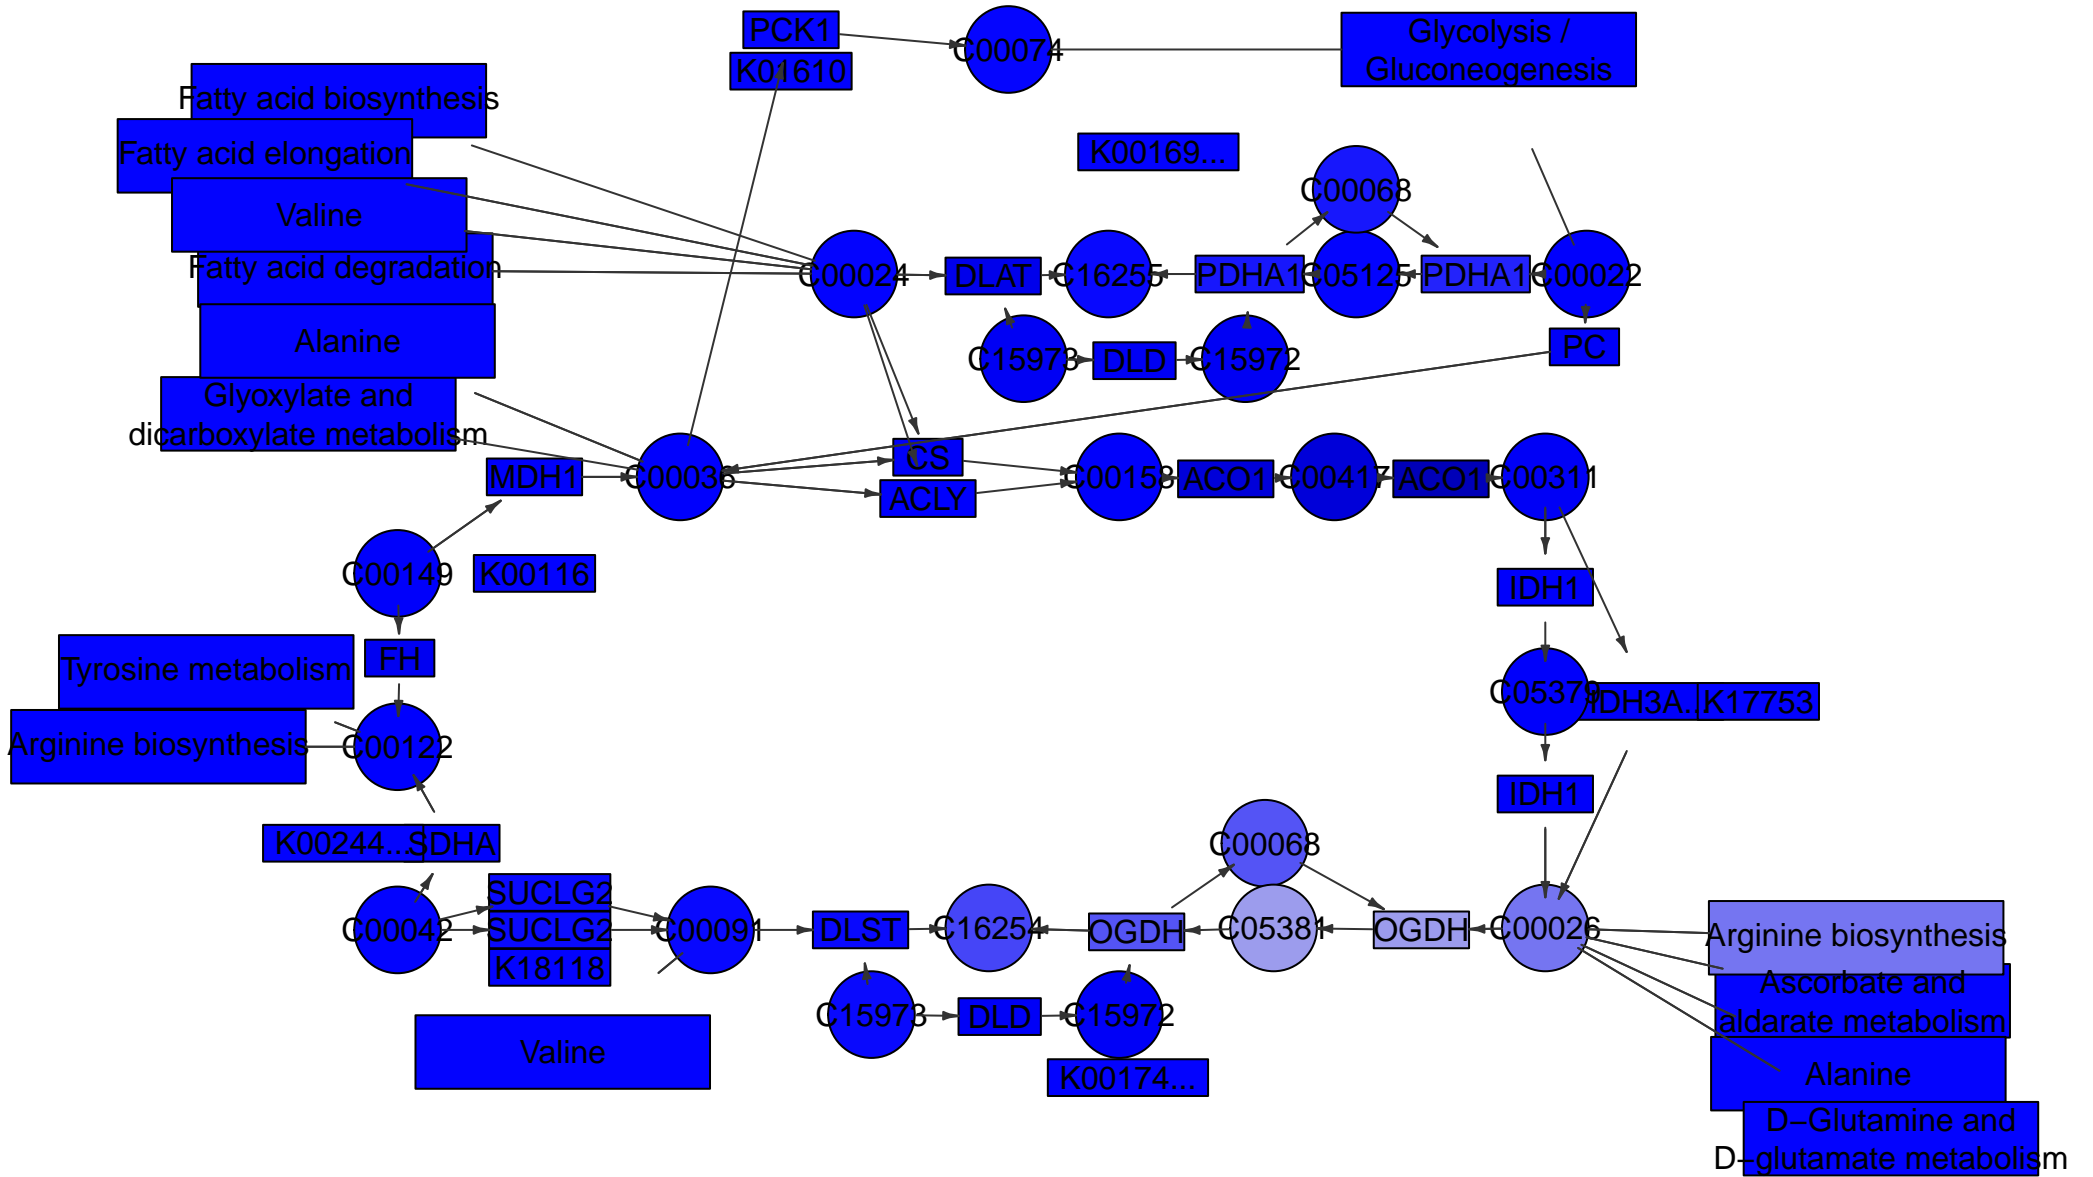 PCK1
C00074
Glycolysis /
Gluconeogenesis
K01610
Fatty acid biosynthesis
Fatty acid elongation
K00169...
C00068
Valine
Fatty acid degradation
C00024
DLAT
C16255
PDHA1
C05125
PDHA1
C00022
Alanine
C15973
DLD
C15972
PC
Glyoxylate and
dicarboxylate metabolism
MDH1
C00036
CS
ACLY
C00158
ACO1
C00417
ACO1
C00311
C00149
K00116
IDH1
FH
Tyrosine metabolism
C05379
IDH3A...
K17753
Arginine biosynthesis
C00122
IDH1
K00244...
SDHA
C00068
SUCLG2
C00042
SUCLG2
C00091
DLST
C16254
OGDH
C05381
OGDH
C00026
Arginine biosynthesis
K18118
Ascorbate and
aldarate metabolism
C15973
DLD
C15972
Valine
K00174...
Alanine
D−Glutamine and
D−glutamate metabolism